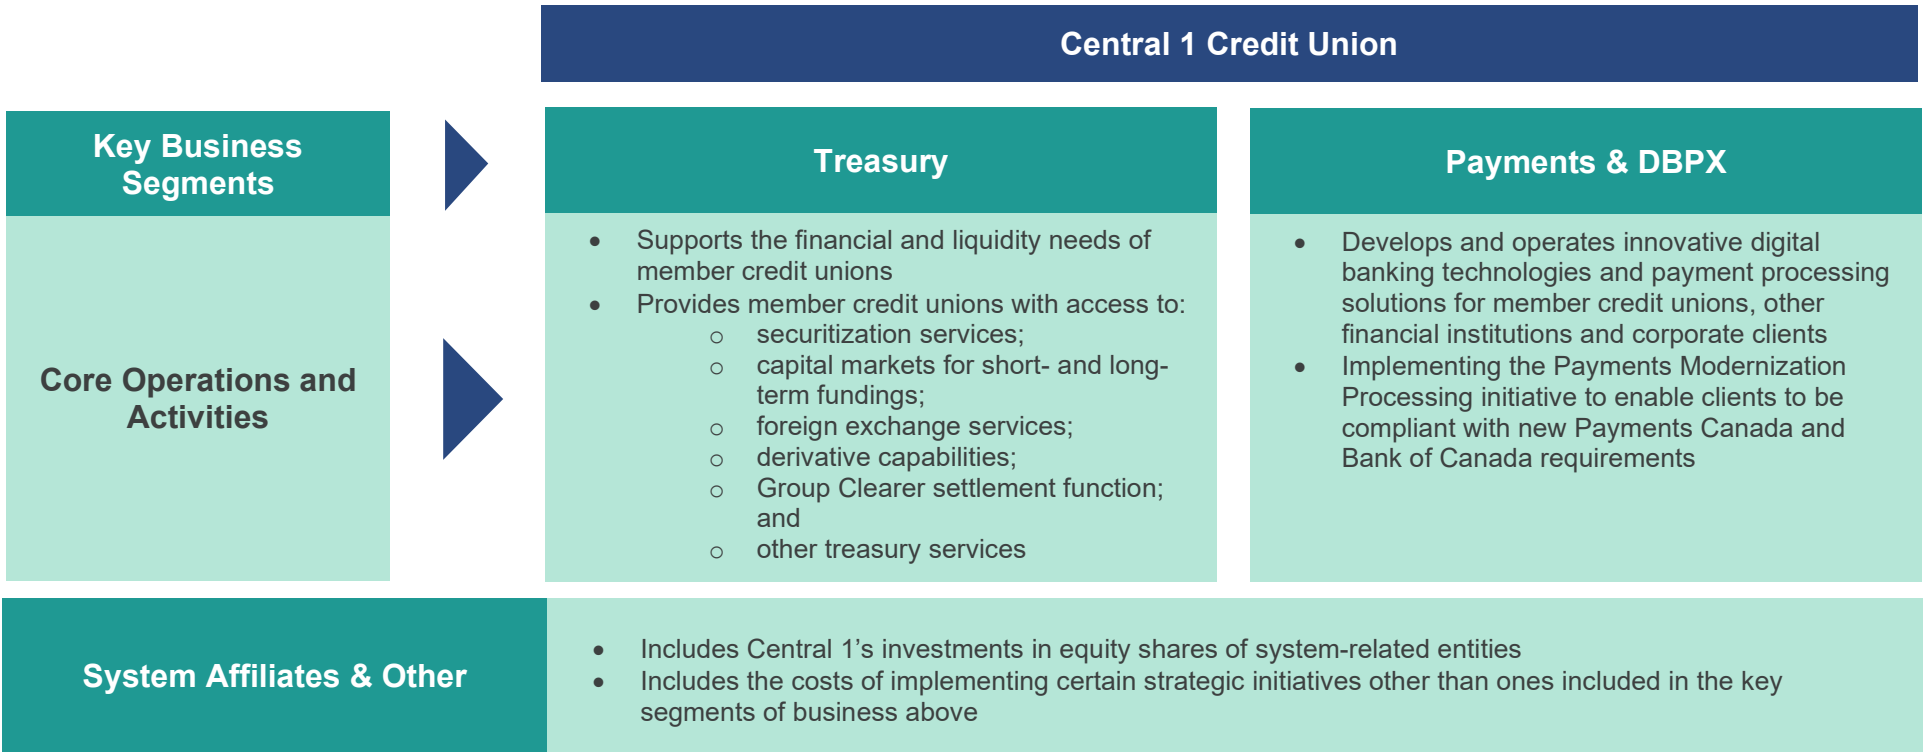 Central 1 Credit Union
Key Business
Segments
Treasury
Payments & DBPX
Core Operations and
Activities
• Supports the financial and liquidity needs of
member credit unions
• Provides member credit unions with access to:
o securitization services;
o capital markets for short- and long-
term fundings;
o foreign exchange services;
o derivative capabilities;
o Group Clearer settlement function;
and
o other treasury services
• Develops and operates innovative digital
banking technologies and payment processing
solutions for member credit unions, other
financial institutions and corporate clients
• Implementing the Payments Modernization
Processing initiative to enable clients to be
compliant with new Payments Canada and
Bank of Canada requirements
System Affiliates & Other
• Includes Central 1’s investments in equity shares of system-related entities
• Includes the costs of implementing certain strategic initiatives other than ones included in the key
segments of business above